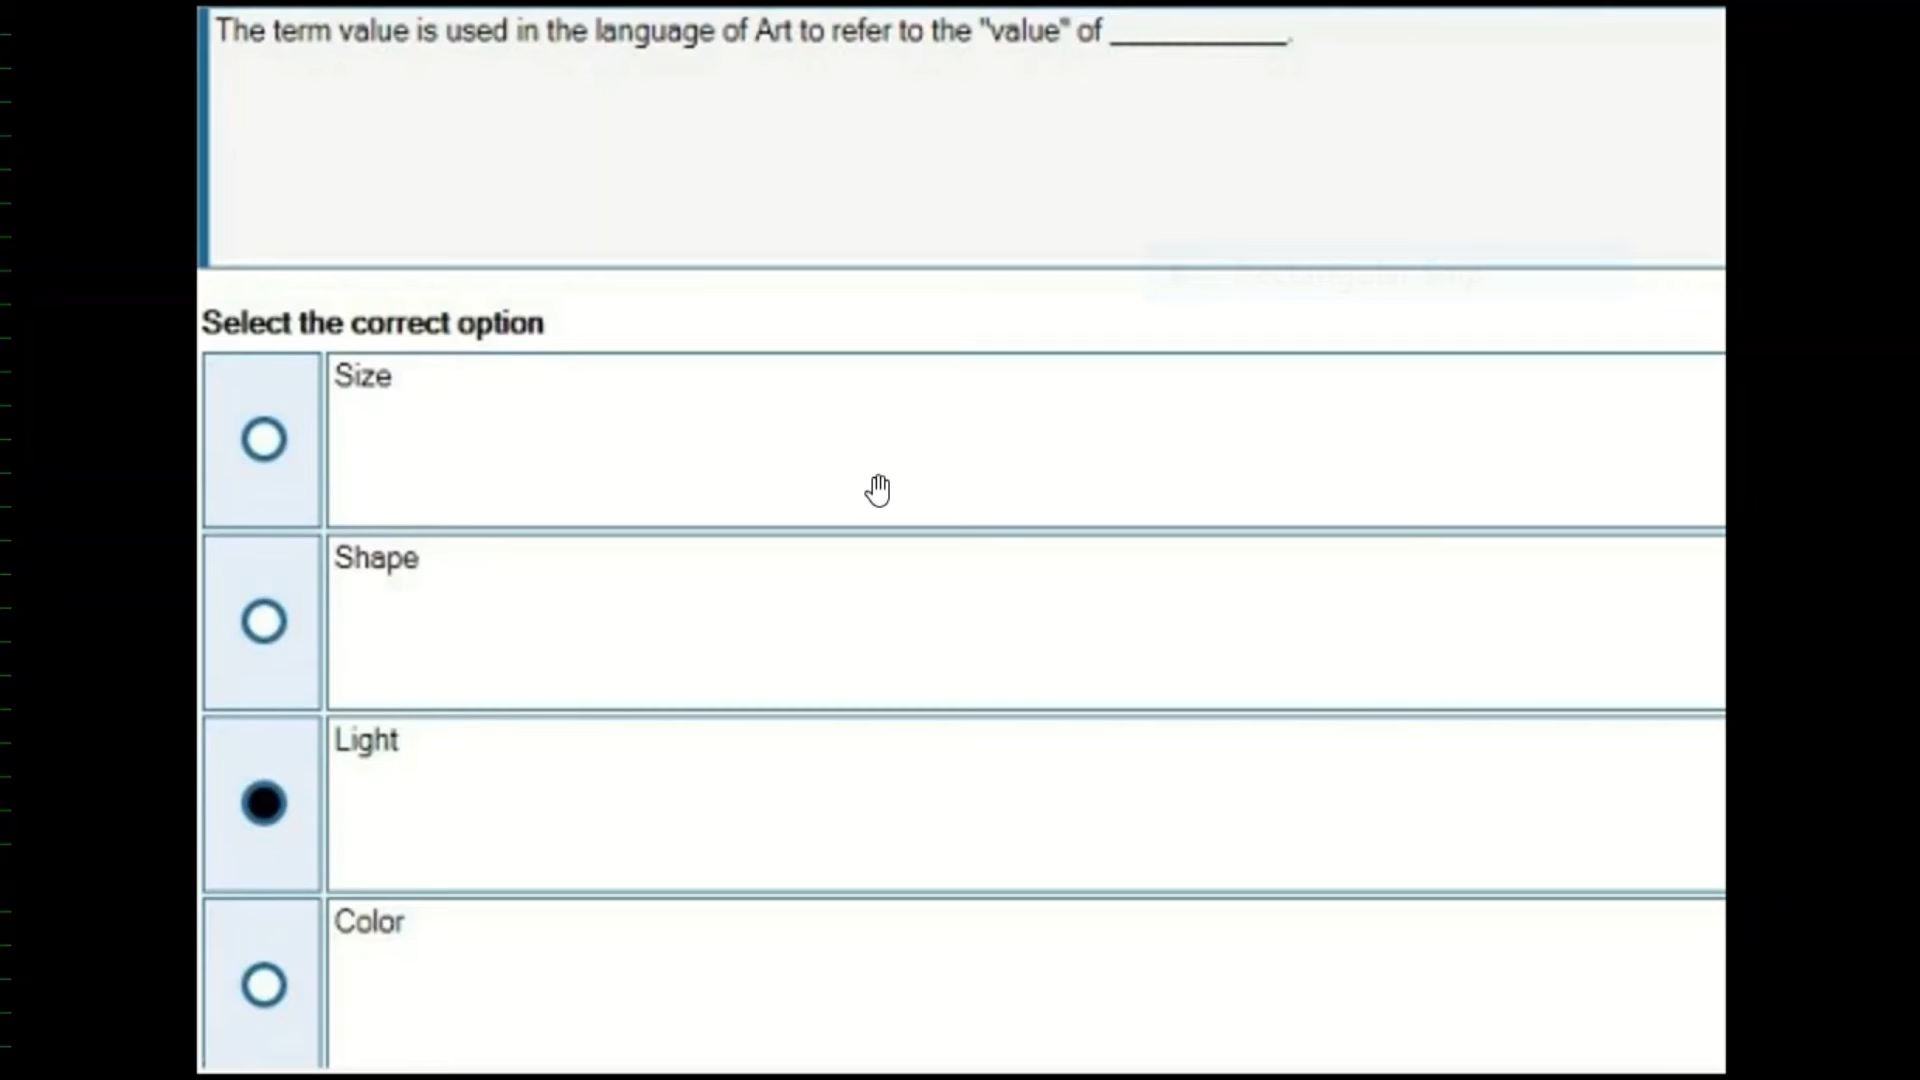 The term value is used in the language of Art to refer to the "value" of ____________.
Select the correct option
Size
Shape
Light
Color